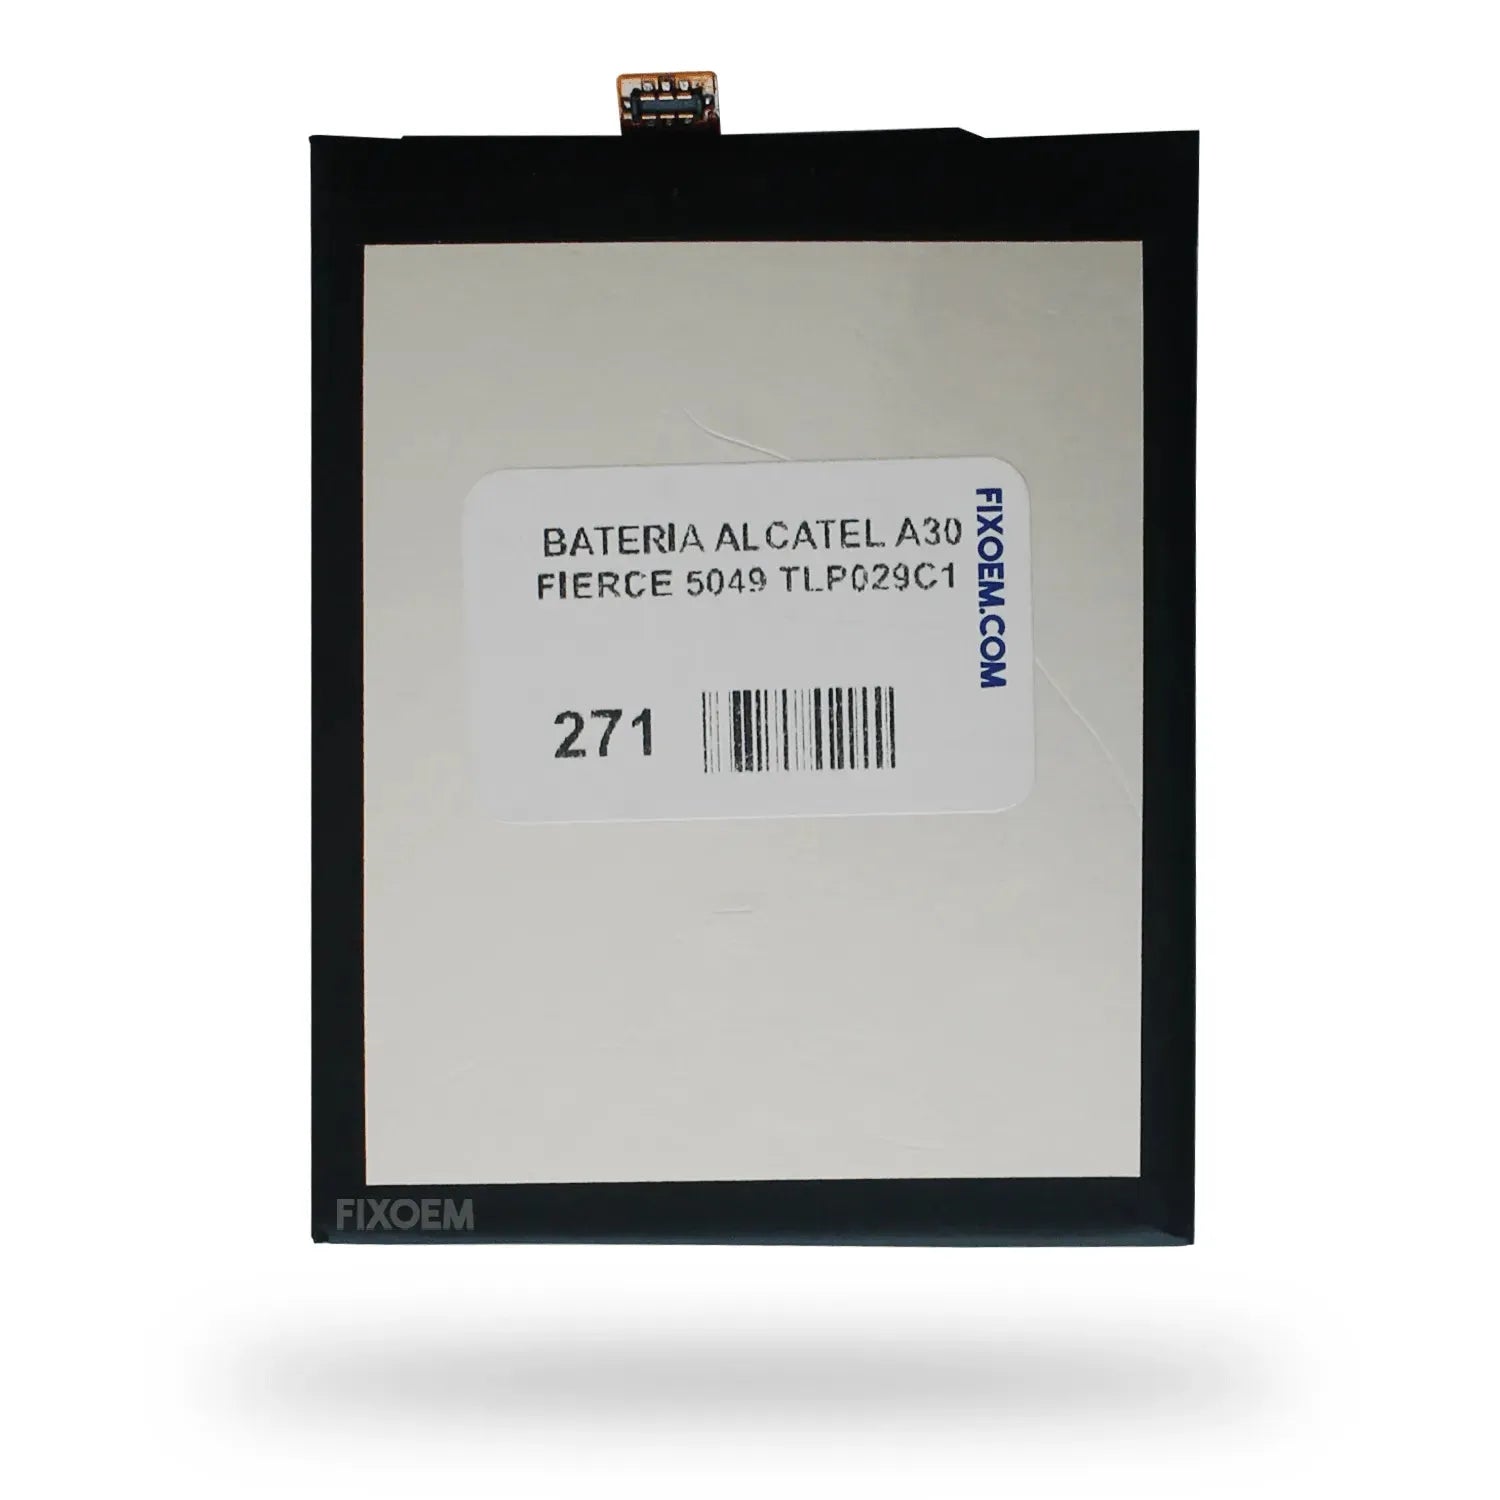 BATERIA ALCATEL A30
FIERCE 5049 TLP029C1
FIXOEM.COM
271
FIXOEM